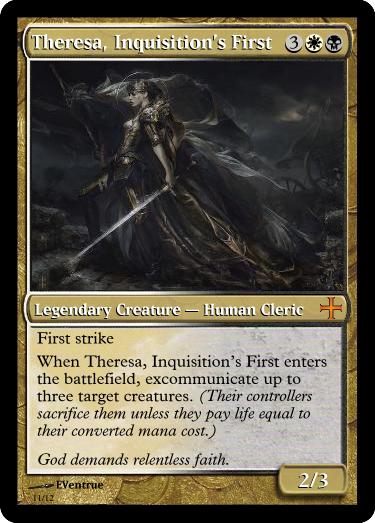 Theresa, Inquisition's First 3
Legendary Creature — Human Cleric
First strike
When Theresa, Inquisition's First enters
the battlefield, excommunicate up to
three target creatures. (Their controllers
sacrifice them unless they pay life equal to
their converted mana cost.)
God demands relentless faith.
EVentrue
2/3
11/12